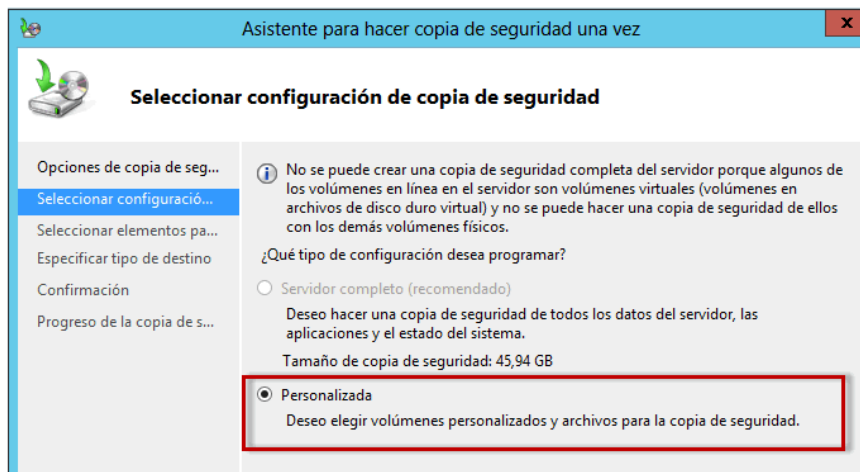 Asistente para hacer copia de seguridad una vez
x
Seleccionar configuración de copia de seguridad
Opciones de copia de seg...
Seleccionar configuració...
Seleccionar elementos pa...
Especificar tipo de destino
Confirmación
Progreso de la copia de s...
No se puede crear una copia de seguridad completa del servidor porque algunos de
los volúmenes en línea en el servidor son volúmenes virtuales (volúmenes en
archivos de disco duro virtual) y no se puede hacer una copia de seguridad de ellos
con los demás volúmenes físicos.
¿Qué tipo de configuración desea programar?
Servidor completo (recomendado)
Deseo hacer una copia de seguridad de todos los datos del servidor, las
aplicaciones y el estado del sistema.
Tamaño de copia de seguridad: 45,94 GB
Personalizada
Deseo elegir volúmenes personalizados y archivos para la copia de seguridad.